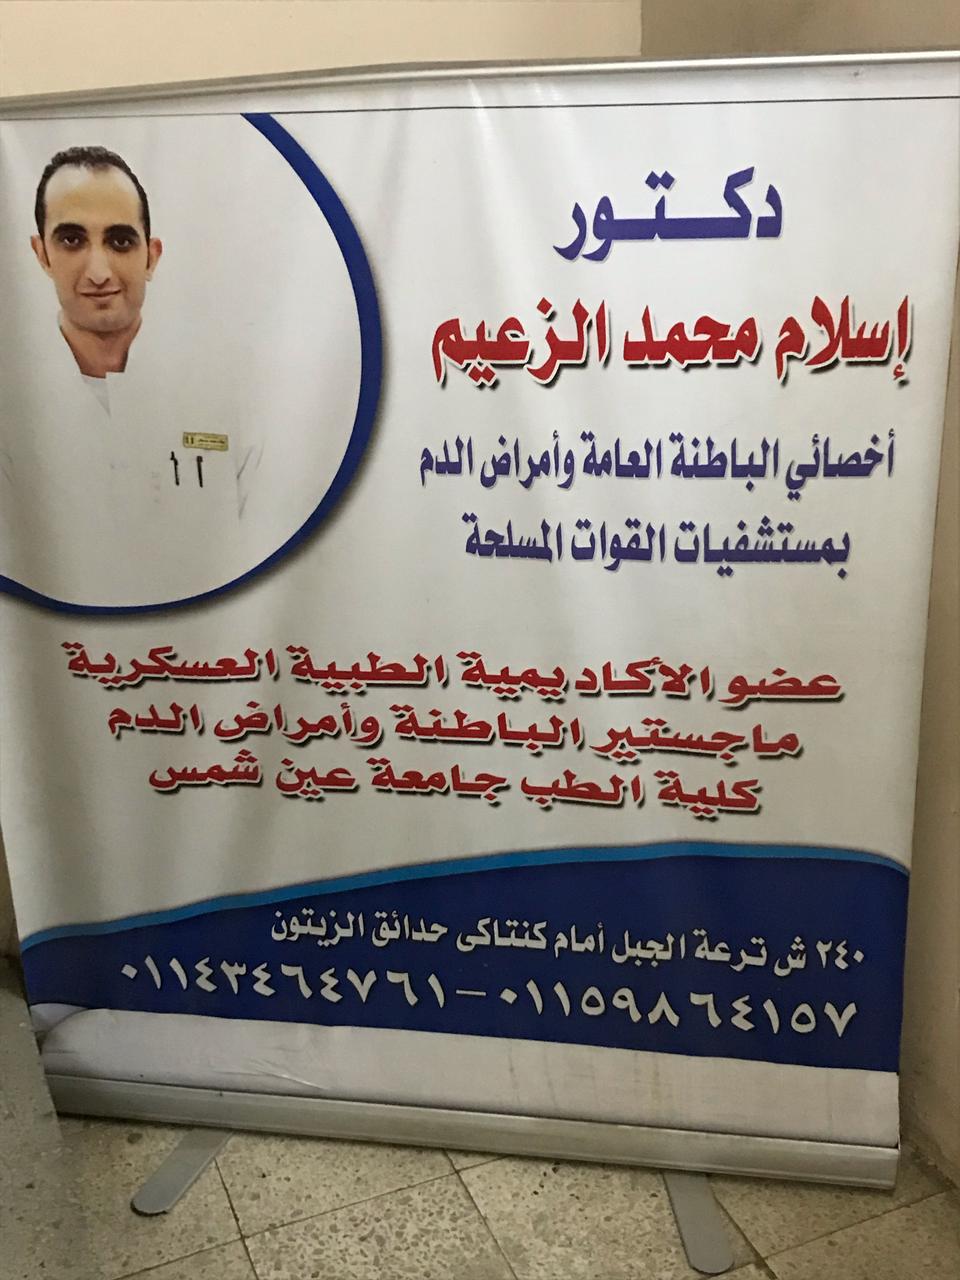 دكتور
إسلام محمد الزعيم
أخصائي الباطنة العامة وأمراض الدم
بمستشفيات القوات المسلحة
عضو الأكاديمية الطبية العسكرية
ماجستير الباطنة وأمراض الدم
كلية الطب جامعة عين شمس
٢٤٠ ش ترعة الجبل أمام كنتاكى حدائق الزيتون
٠١١٥٩٨٦٤١٥٧ - ٠١١٤٣٤٦٤٧٦١